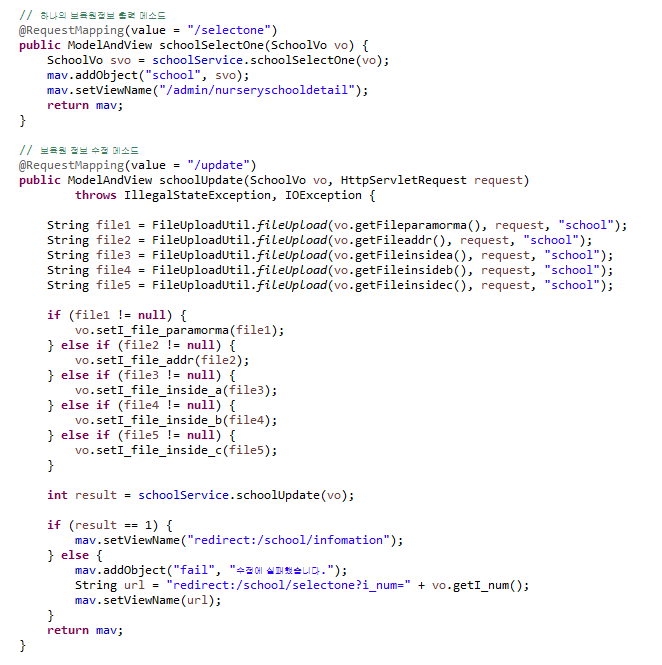 // 하나의 보육원정보 출력 메소드
@RequestMapping(value = "/selectone")
public ModelAndView schoolSelectOne(SchoolVo vo) {
    SchoolVo svo = schoolService.schoolSelectOne(vo);
    mav.addObject("school", svo);
    mav.setViewName("/admin/nurseryschooldetail");
    return mav;
}
// 보육원 정보 수정 메소드
@RequestMapping(value = "/update")
public ModelAndView schoolUpdate(SchoolVo vo, HttpServletRequest request)
        throws IllegalStateException, IOException {
    String file1 = FileUploadUtil.fileUpload(vo.getFileparamorma(), request, "school");
    String file2 = FileUploadUtil.fileUpload(vo.getFileaddr(), request, "school");
    String file3 = FileUploadUtil.fileUpload(vo.getFileinsidea(), request, "school");
    String file4 = FileUploadUtil.fileUpload(vo.getFileinsideb(), request, "school");
    String file5 = FileUploadUtil.fileUpload(vo.getFileinsidec(), request, "school");
    if (file1 != null) {
        vo.setI_file_paramorma(file1);
    } else if (file2 != null) {
        vo.setI_file_addr(file2);
    } else if (file3 != null) {
        vo.setI_file_inside_a(file3);
    } else if (file4 != null) {
        vo.setI_file_inside_b(file4);
    } else if (file5 != null) {
        vo.setI_file_inside_c(file5);
    }
    int result = schoolService.schoolUpdate(vo);
    if (result == 1) {
        mav.setViewName("redirect:/school/infomation");
    } else {
        mav.addObject("fail", "수정에 실패했습니다.");
        String url = "redirect:/school/selectone?i_num=" + vo.getI_num();
        mav.setViewName(url);
    }
    return mav;
}